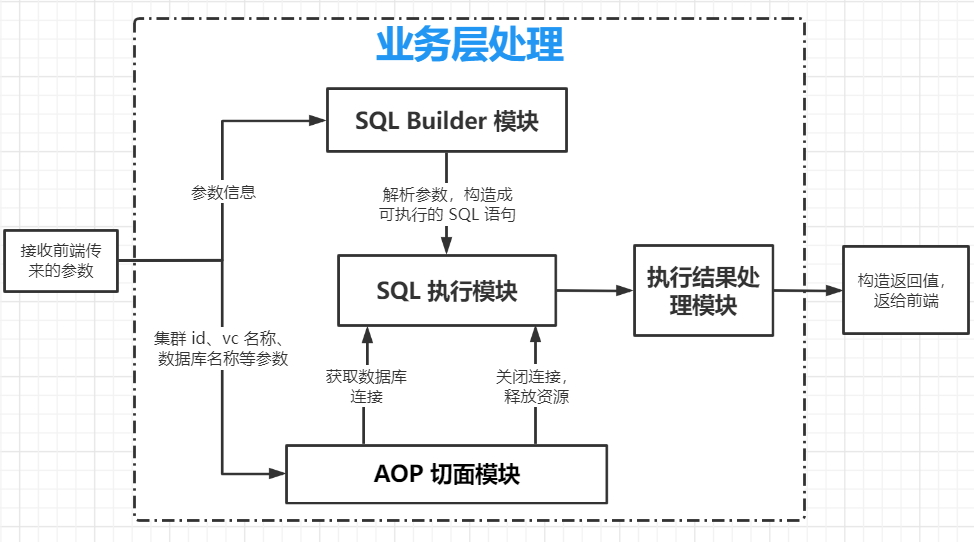 业务层处理
SQL Builder 模块
参数信息
解析参数，构造成
可执行的 SQL 语句
接收前端传
来的参数
SQL 执行模块
执行结果处
理模块
构造返回值，
返给前端
集群 id、vc 名称、
数据库名称等参数
获取数据库
连接
关闭连接，
释放资源
AOP 切面模块